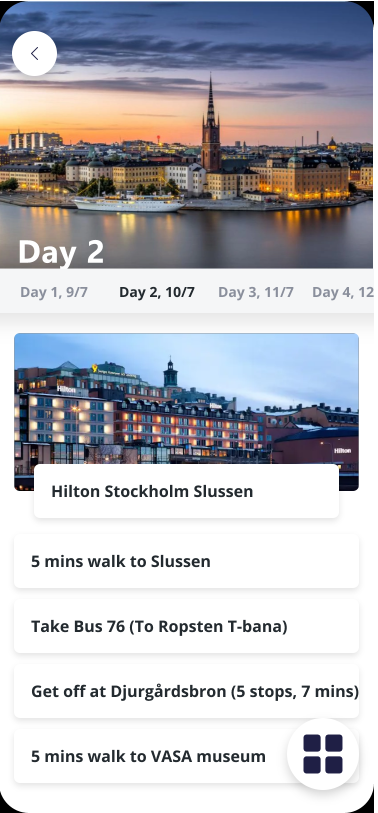 Day 2
Day 1, 9/7
Day 2, 10/7
Day 3, 11/7
Day 4, 12
Hilton
Hilton
Hilton
Hilton Stockholm Slussen
5 mins walk to Slussen
Take Bus 76 (To Ropsten T-bana)
Get off at Djurgårdsbron (5 stops, 7 mins)
5 mins walk to VASA museum